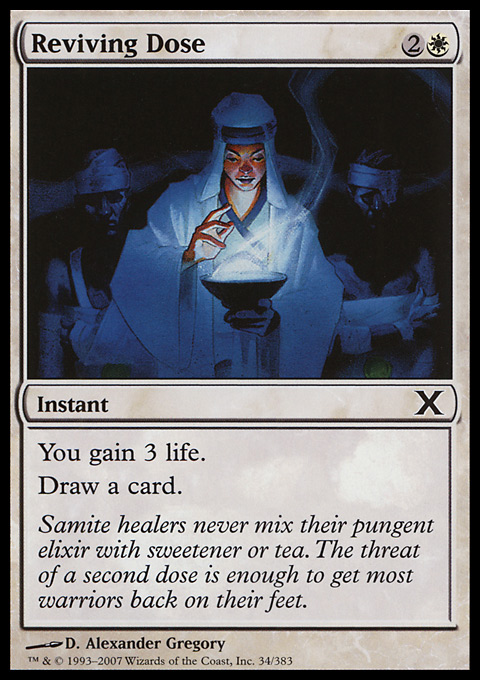 Reviving Dose 2
Instant X
You gain 3 life.
Draw a card.
Samite healers never mix their pungent
elixir with sweetener or tea. The threat
of a second dose is enough to get most
warriors back on their feet.
D. Alexander Gregory
™ & © 1993–2007 Wizards of the Coast, Inc. 34/383